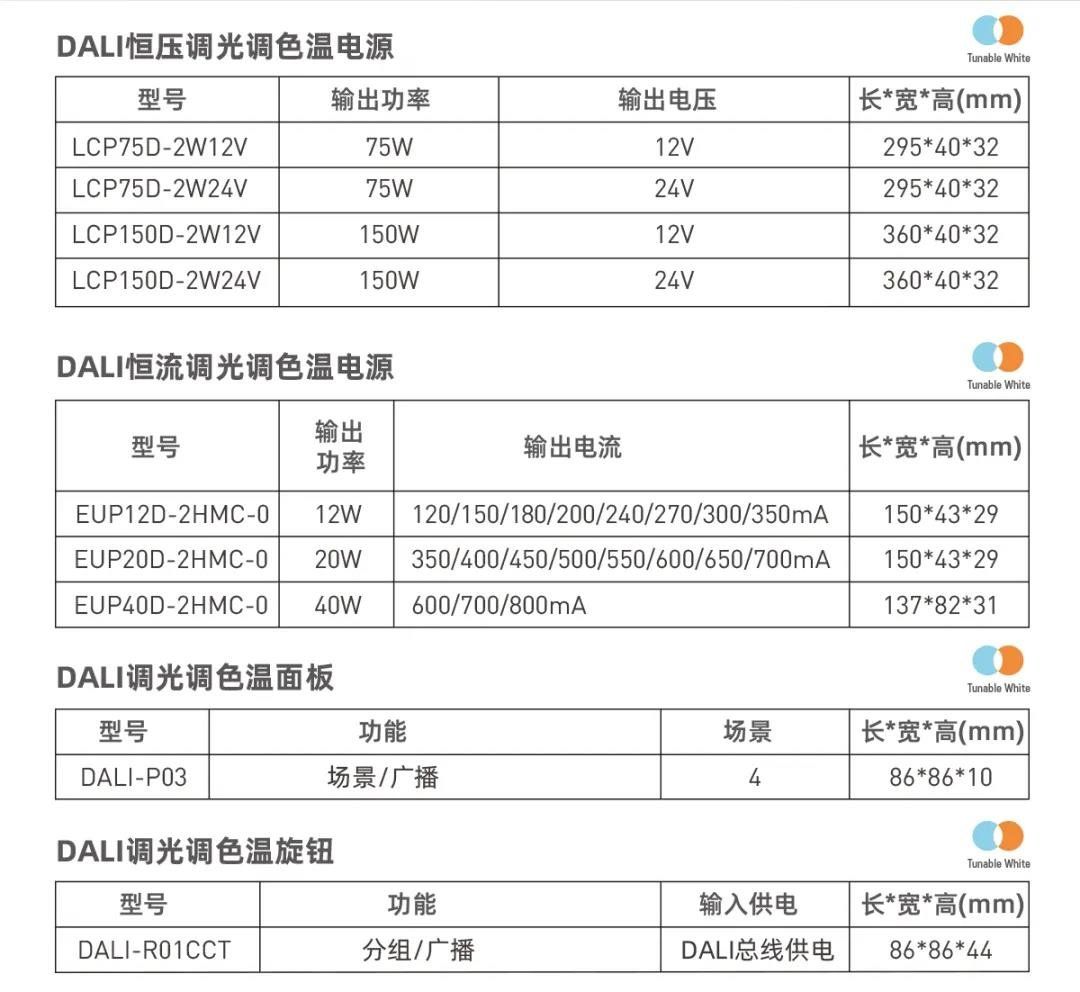 DALI恒压调光调色温电源
Tunable White
型号 输出功率 输出电压 长*宽*高(mm)
LCP75D-2W12V 75W 12V 295*40*32
LCP75D-2W24V 75W 24V 295*40*32
LCP150D-2W12V 150W 12V 360*40*32
LCP150D-2W24V 150W 24V 360*40*32
DALI恒流调光调色温电源
Tunable White
型号 输出功率 输出电流 长*宽*高(mm)
EUP12D-2HMC-0 12W 120/150/180/200/240/270/300/350mA 150*43*29
EUP20D-2HMC-0 20W 350/400/450/500/550/600/650/700mA 150*43*29
EUP40D-2HMC-0 40W 600/700/800mA 137*82*31
DALI调光调色温面板
Tunable White
型号 功能 场景 长*宽*高(mm)
DALI-P03 场景/广播 4 86*86*10
DALI调光调色温旋钮
Tunable White
型号 功能 输入供电 长*宽*高(mm)
DALI-R01CCT 分组/广播 DALI总线供电 86*86*44